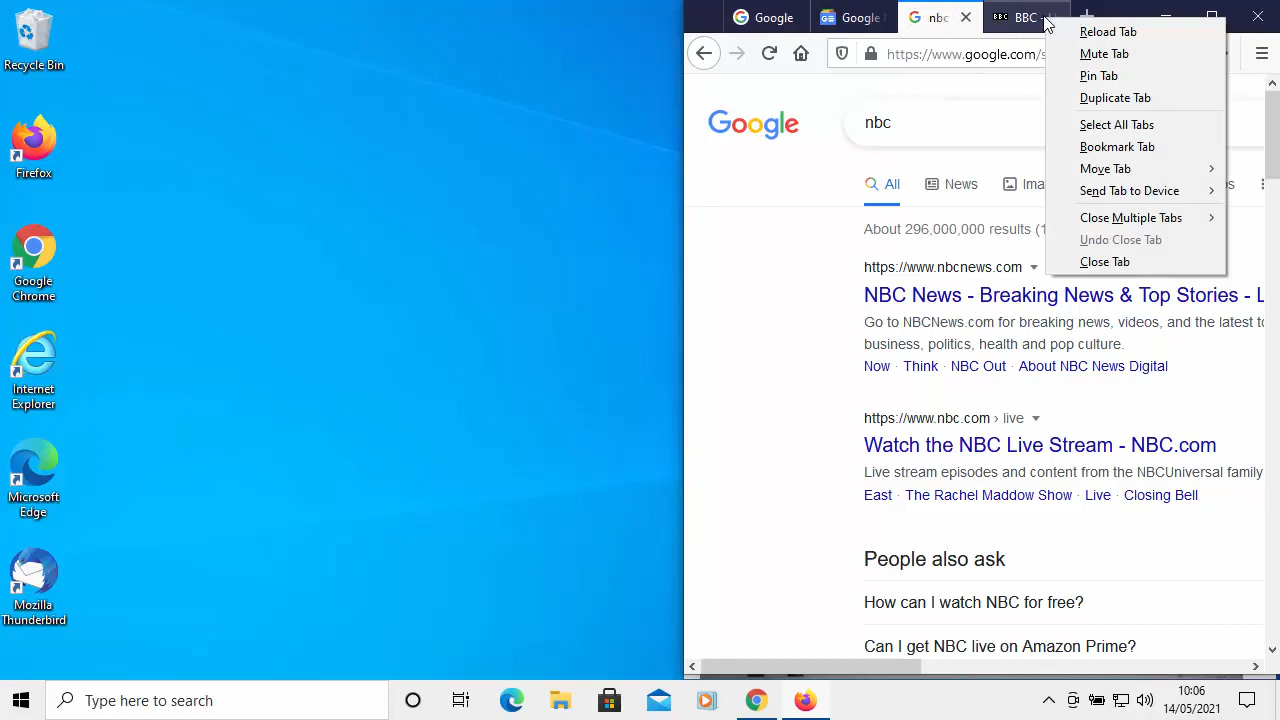 Recycle Bin
Firefox
Google
Chrome
Internet
Explorer
Microsoft
Edge
Mozilla
Thunderbird
Google
Google
nbc
BBC
https://www.google.com/s
Google
nbc
All
News
Ima
ps
About 296,000,000 results (1
https://www.nbcnews.com
NBC News - Breaking News & Top Stories - L
Go to NBCNews.com for breaking news, videos, and the latest to
business, politics, health and pop culture.
Now · Think · NBC Out · About NBC News Digital
https://www.nbc.com › live
Watch the NBC Live Stream - NBC.com
Live stream episodes and content from the NBCUniversal family
East · The Rachel Maddow Show · Live · Closing Bell
People also ask
How can I watch NBC for free?
Can I get NBC live on Amazon Prime?
Reload Tab
Mute Tab
Pin Tab
Duplicate Tab
Select All Tabs
Bookmark Tab
Move Tab
Send Tab to Device
Close Multiple Tabs
Undo Close Tab
Close Tab
Type here to search
10:06
14/05/2021